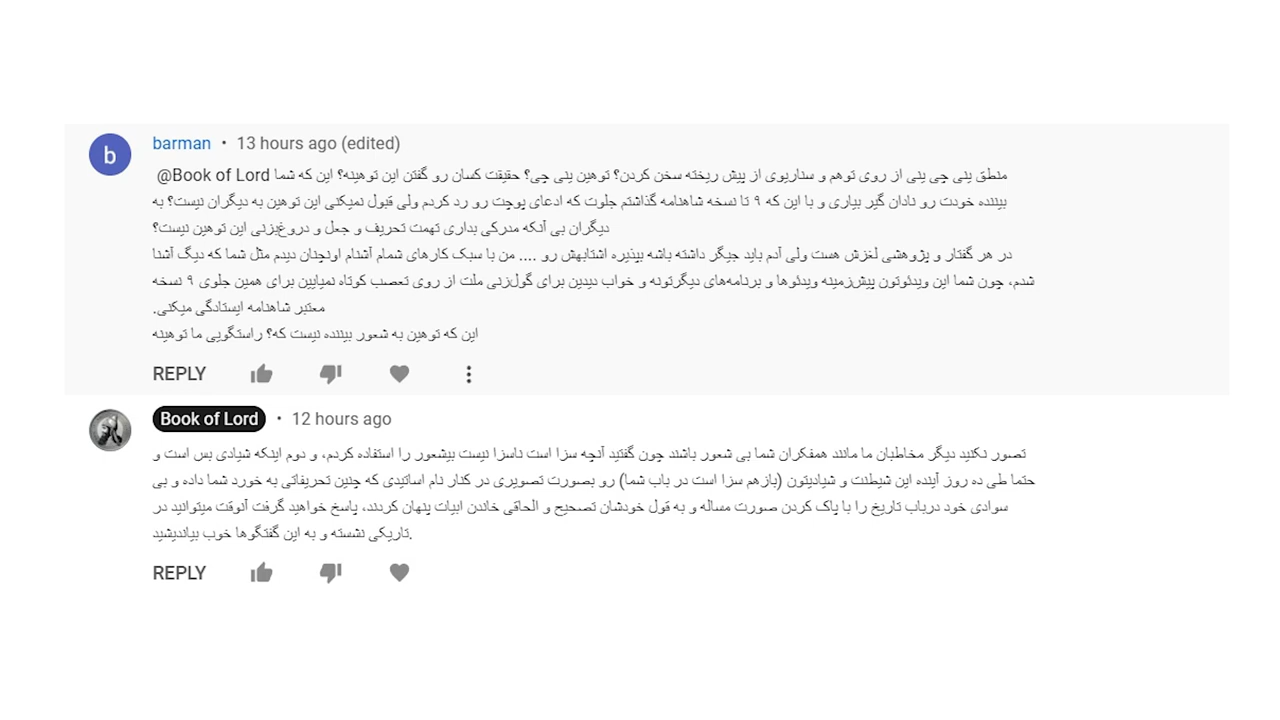 b
barman • 13 hours ago (edited)
@Book of Lord منطق ینی چی ینی از روی توهم و سناریوی از پیش ریخته سخن کردن؟ توهین ینی چی؟ حقیقت کسان رو گفتن این توهینه؟ این که شما
بیننده خودت رو نادان گیر بیاری و با این که ۹ تا نسخه شاهنامه گذاشتم جلوت که ادعای پوچت رو رد کردم ولی قبول نمیکنی این توهین به دیگران نیست؟ به
دیگران بی آنکه مدرکی بداری تهمت تحریف و جعل و دروغ‌بزنی این توهین نیست؟
در هر گفتار و پژوهشی لغزش هست ولی آدم باید جیگر داشته باشه بپذیره اشتابهش رو .... من با سبک کارهای شمام آشنام اونچنان دیدم مثل شما که دیگ آشنا
شدم، چون شما این ویدئوتون پیش‌زمینه ویدئوها و برنامه‌های دیگرتونه و خواب دیدین برای گول‌زنی ملت از روی تعصب کوتاه نمیایین برای همین جلوی ۹ نسخه
معتبر شاهنامه ایستادگی میکنی.
این که توهین به شعور بیننده نیست که؟ راستگویی ما توهینه
REPLY
Book of Lord • 12 hours ago
تصور نکنید دیگر مخاطبان ما مانند همفکران شما بی شعور باشند چون گفتید آنچه سزا است ناسزا نیست بیشعور را استفاده کردم، و دوم اینکه شیادی بس است و
حتما طی ده روز آینده این شیطنت و شیادیتون (بازهم سزا است در باب شما) رو بصورت تصویری در کنار نام اساتیدی که چنین تحریفاتی به خورد شما داده و بی
سوادی خود درباب تاریخ را با پاک کردن صورت مساله و به قول خودشان تصحیح و الحاقی خاندن ابیات پنهان کردند، پاسخ خواهید گرفت آنوقت میتوانید در
تاریکی نشسته و به این گفتگوها خوب بیاندیشید.
REPLY